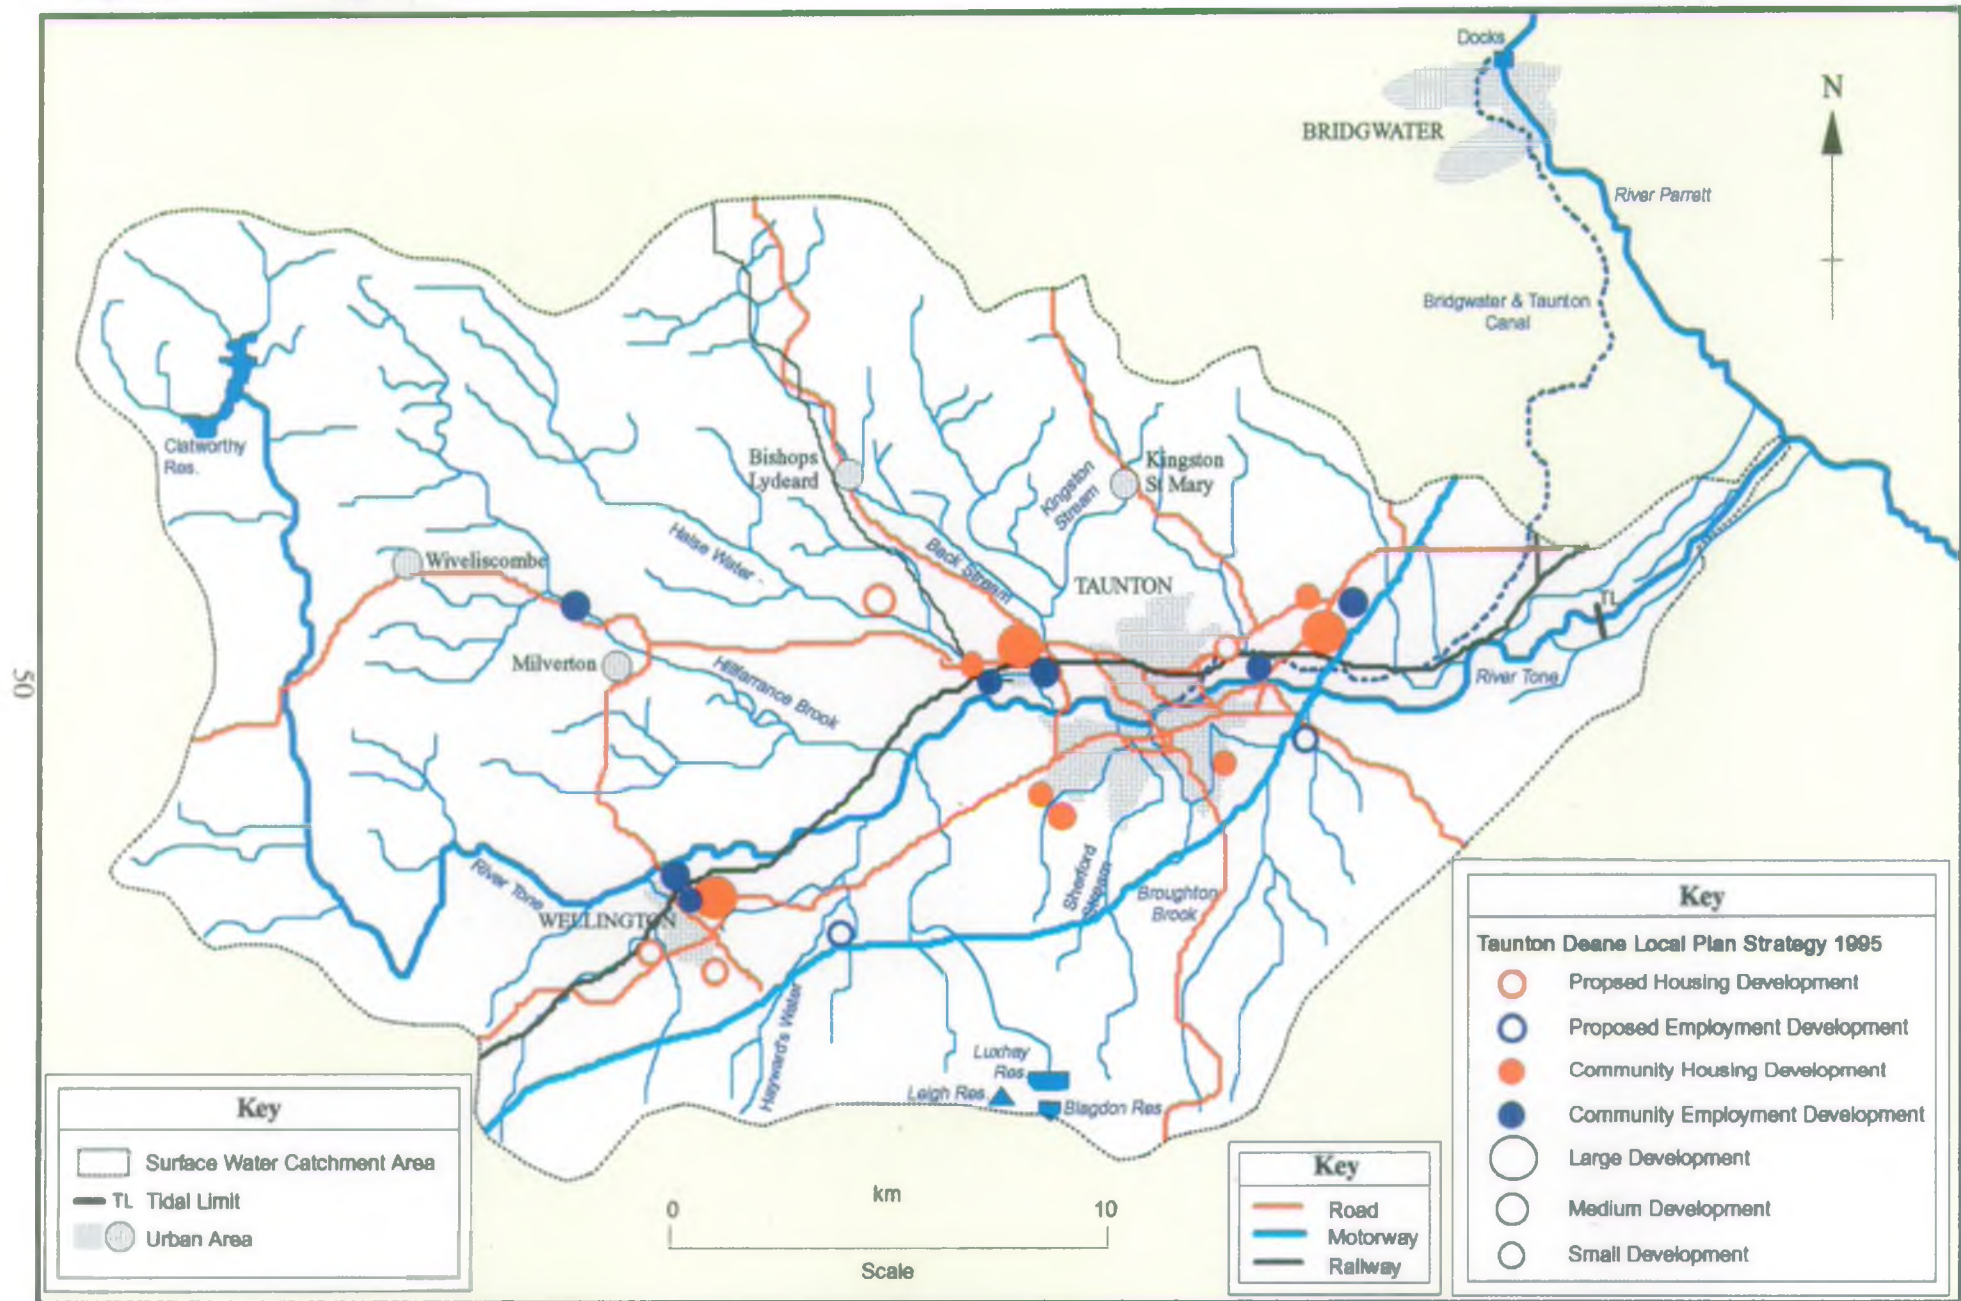 Docks
N
BRIDGWATER
River Parrett
Bridgwater & Taunton
Canal
Clatworthy
Res.
Bishops
Lydeard
Kingston
St Mary
Kingston
Stream
Halse Water
Back Stream
Wiveliscombe
TAUNTON
TL
Milverton
Hillfarrance Brook
River Tone
50
River Tone
WELLINGTON
Sherford
Stream
Broughton
Brook
Hayward's Water
Luxhay
Res.
Leigh Res.
Blagdon Res
Key
Surface Water Catchment Area
TL Tidal Limit
Urban Area
km
0 10
Scale
Key
Road
Motorway
Railway
Key
Taunton Deane Local Plan Strategy 1995
Propsed Housing Development
Proposed Employment Development
Community Housing Development
Community Employment Development
Large Development
Medium Development
Small Development